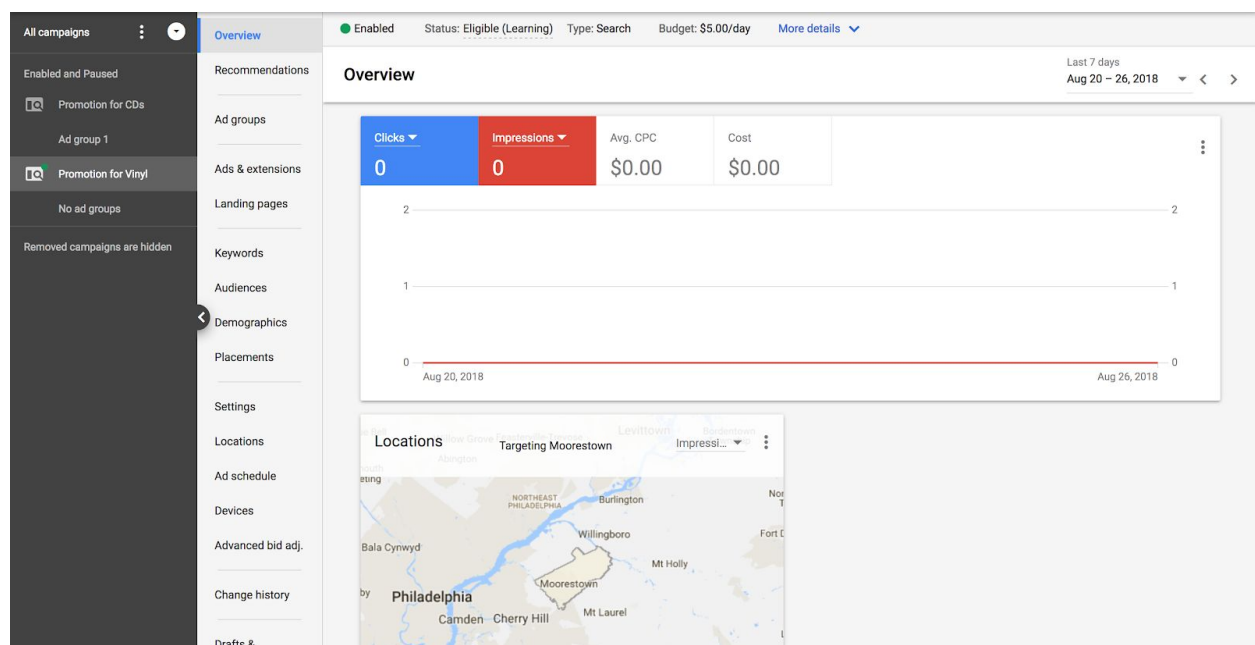 All campaigns
Enabled and Paused
Promotion for CDs
Ad group 1
Promotion for Vinyl
No ad groups
Removed campaigns are hidden
Overview
Recommendations
Ad groups
Ads & extensions
Landing pages
Keywords
Audiences
Demographics
Placements
Settings
Locations
Ad schedule
Devices
Advanced bid adj.
Change history
Drafts &
Enabled Status: Eligible (Learning) Type: Search Budget: $5.00/day More details
Overview
Last 7 days
Aug 20 – 26, 2018
Clicks Impressions Avg. CPC Cost
0 0 $0.00 $0.00
2 2
1 1
0 0
Aug 20, 2018 Aug 26, 2018
Locations Targeting Moorestown Impressi...
Levittown
Abington
eting
NORTHEAST
PHILADELPHIA
Burlington
Willingboro
Bala Cynwyd
Mt Holly
Moorestown
by Philadelphia
Mt Laurel
Camden Cherry Hill